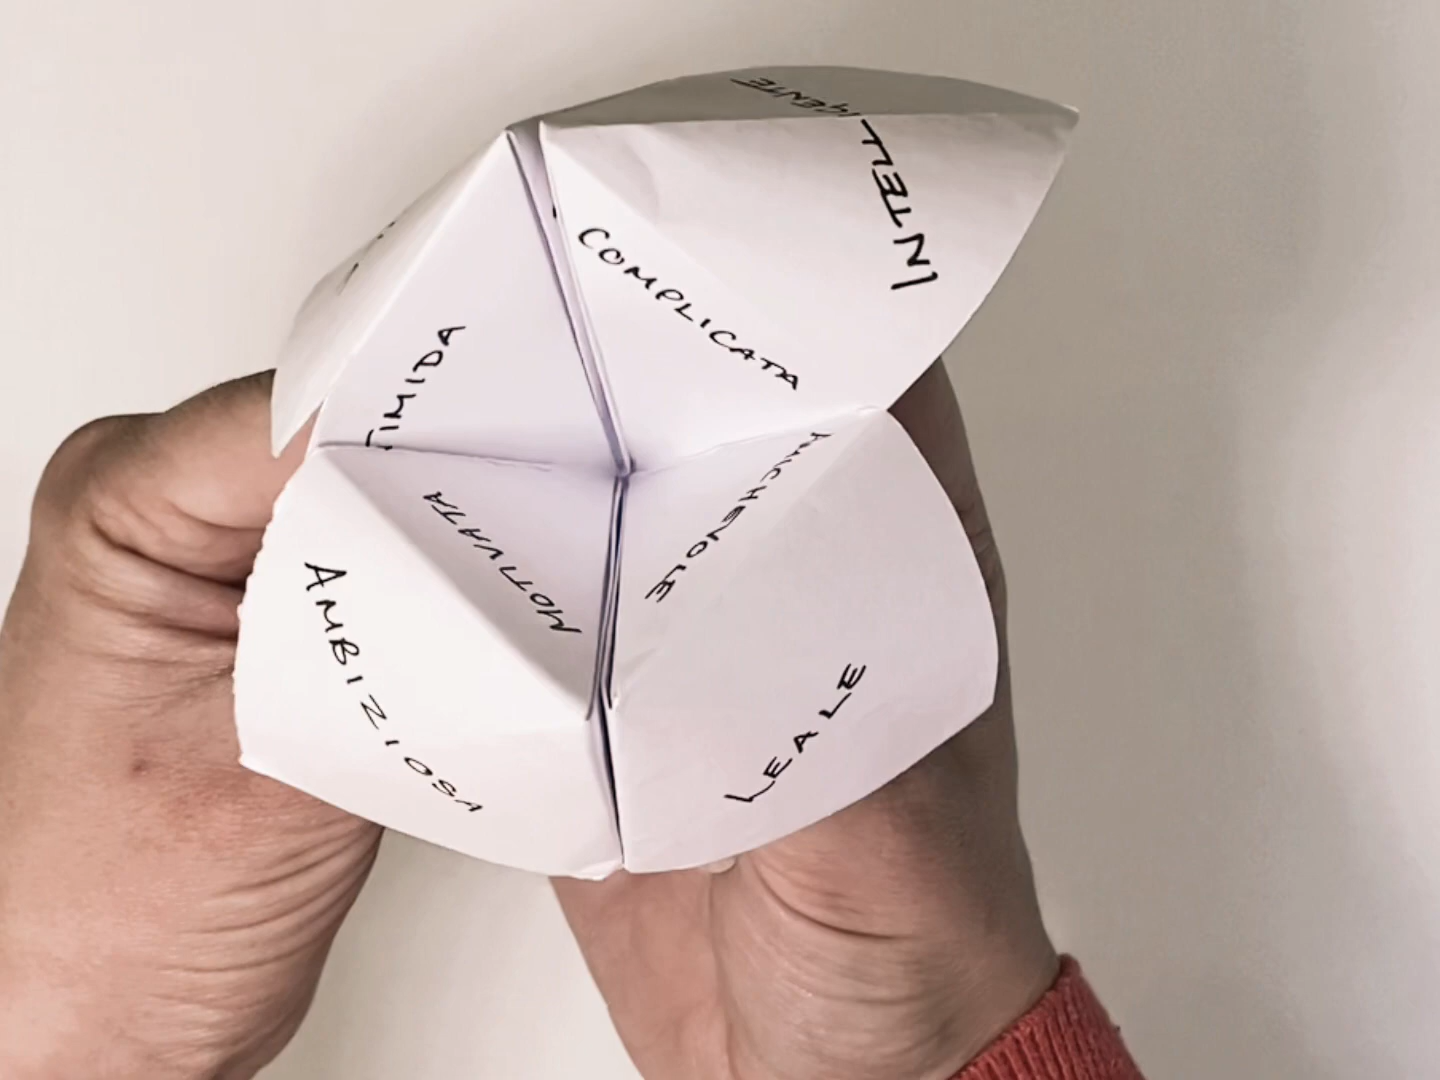 INTELLIGENTE
COMPLICATA
TIMIDA
MOTIVATA
AMBIZIOSA
LEALE